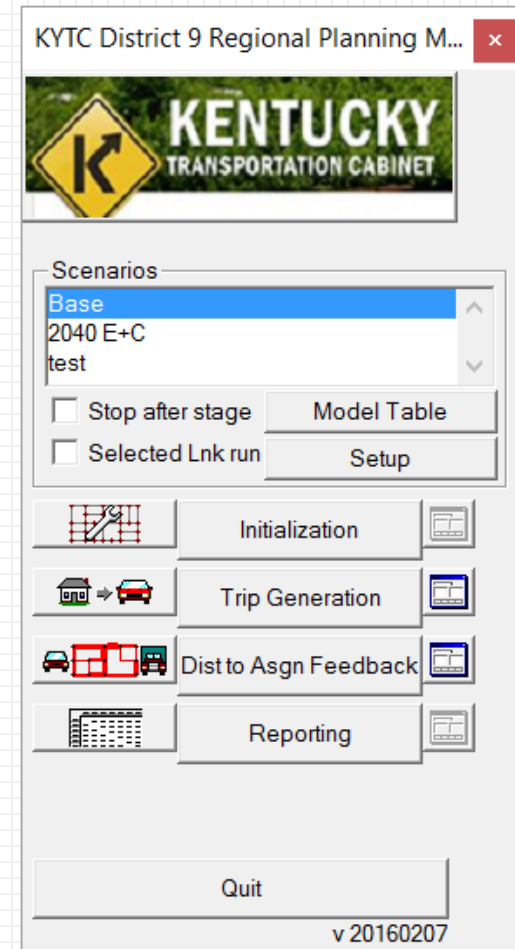 KYTC District 9 Regional Planning M...
KENTUCKY
TRANSPORTATION CABINET
Scenarios
Base
2040 E+C
test
Stop after stage
Model Table
Selected Lnk run
Setup
Initialization
Trip Generation
Dist to Asgn Feedback
Reporting
Quit
v 20160207